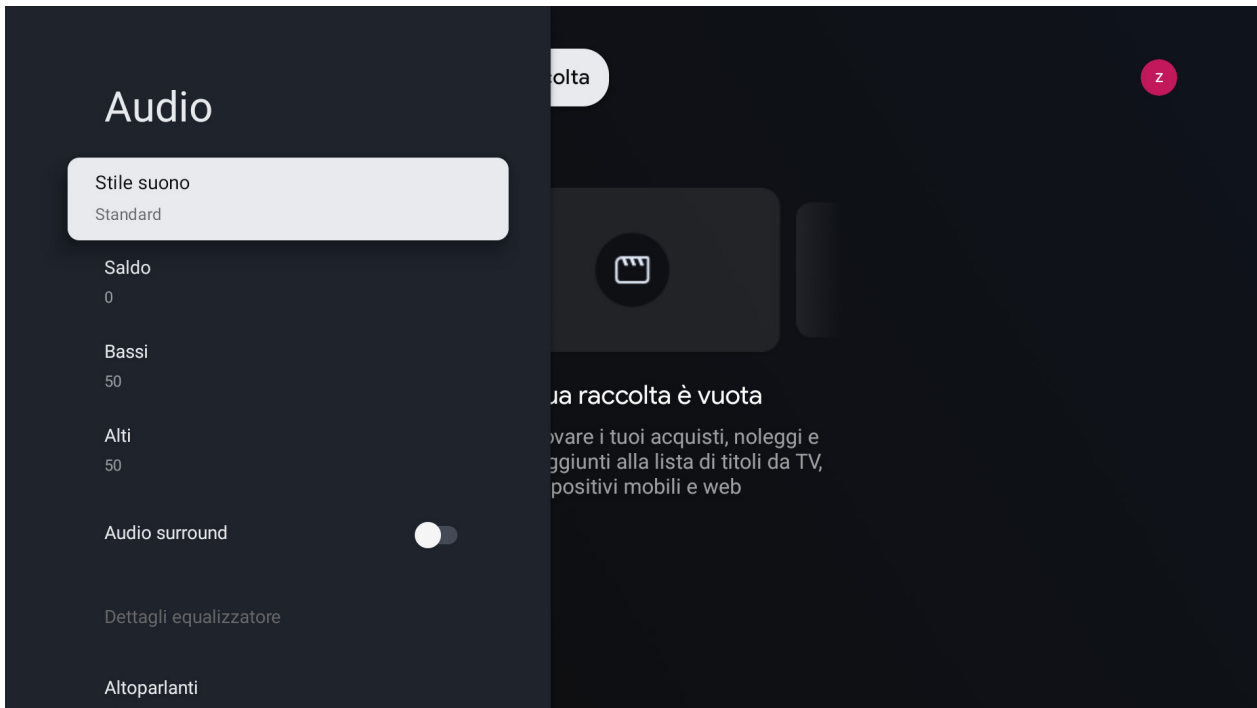 Audio
Stile suono
Standard
Saldo
0
Bassi
50
Alti
50
Audio surround
Dettagli equalizzatore
Altoparlanti
olta
Z
ua raccolta è vuota
ovare i tuoi acquisti, noleggi e
ggiunti alla lista di titoli da TV,
positivi mobili e web